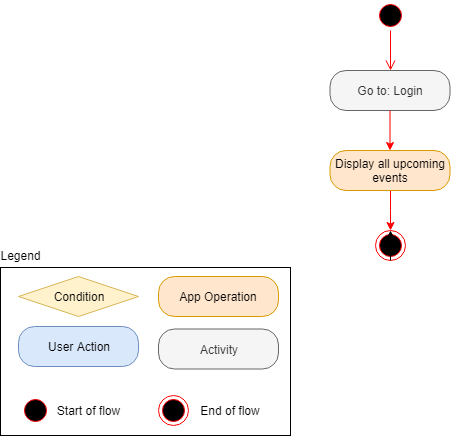 Go to: Login
Display all upcoming
events
Legend
Condition
App Operation
User Action
Activity
Start of flow
End of flow